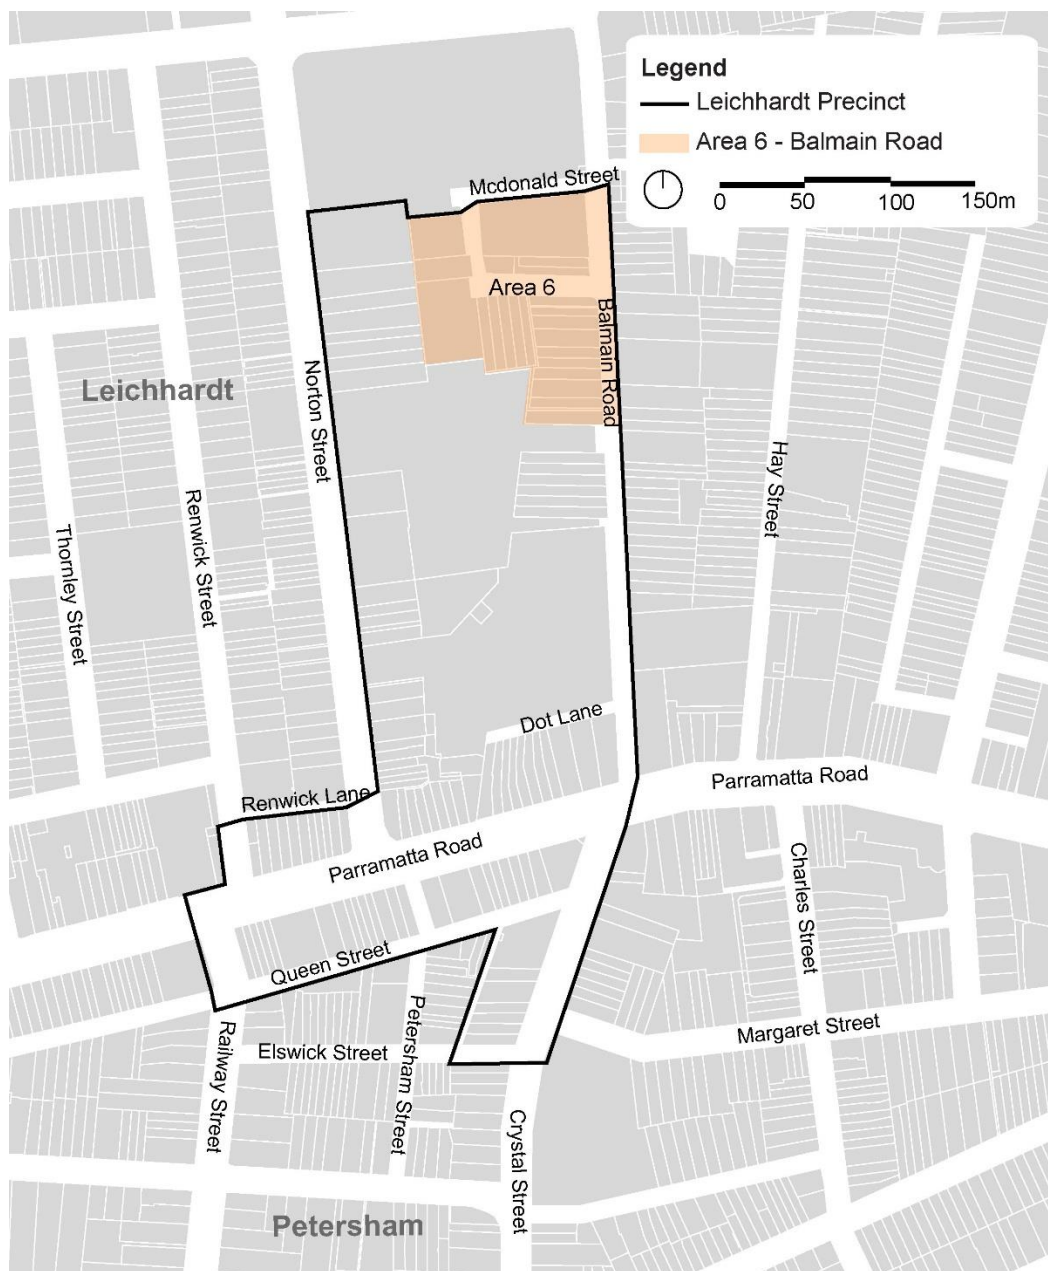 Legend
Leichhardt Precinct
Area 6 - Balmain Road
0 50 100 150m
Mcdonald Street
Area 6
Balmain Road
Norton Street
Leichhardt
Hay Street
Renwick Street
Thornley Street
Dot Lane
Parramatta Road
Renwick Lane
Parramatta Road
Charles Street
Queen Street
Petersham Street
Margaret Street
Railway Street
Elswick Street
Crystal Street
Petersham